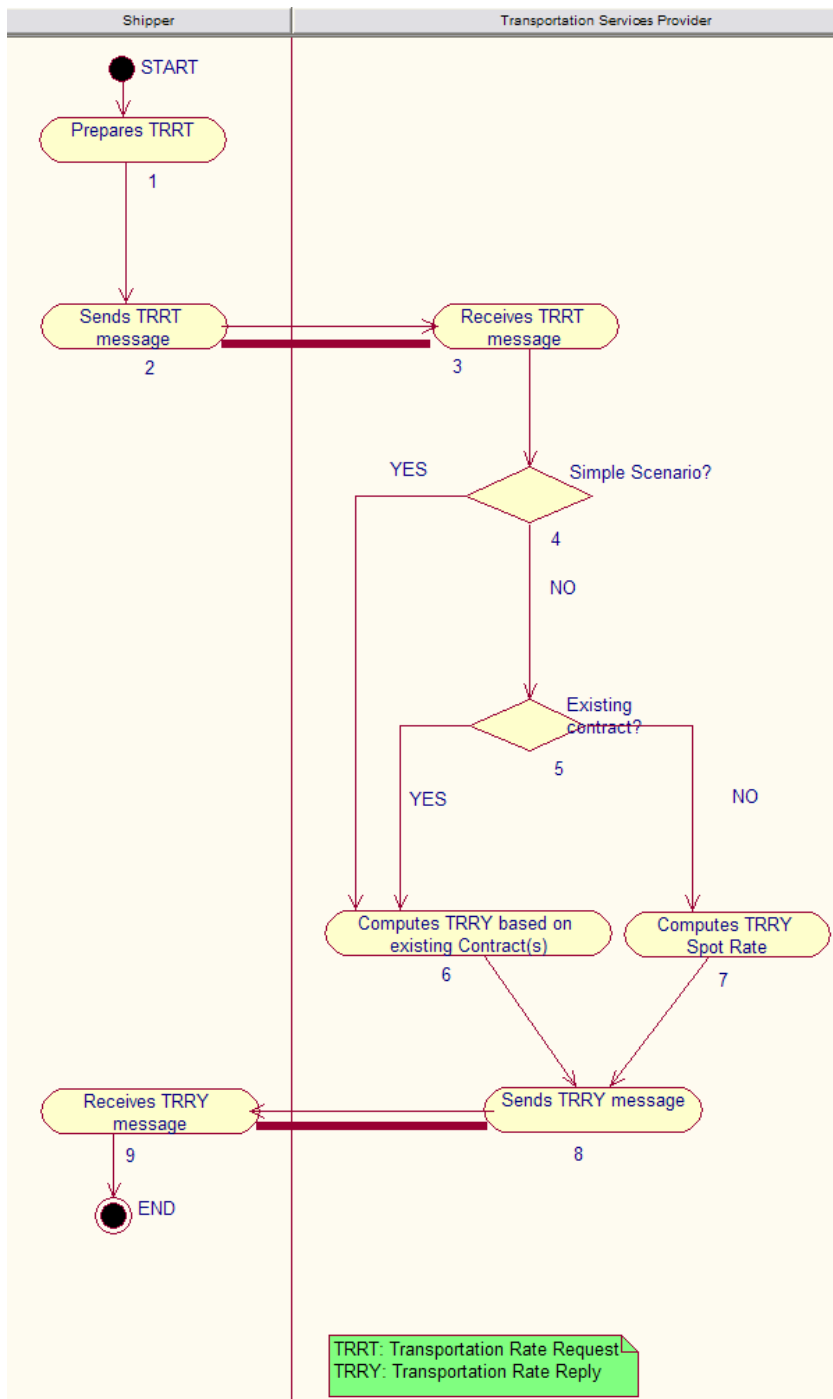 Shipper
Transportation Services Provider
START
Prepares TRRT
1
Sends TRRT
message
2
Receives TRRT
message
3
YES
Simple Scenario?
4
NO
Existing
contract?
5
YES
NO
Computes TRRY based on
existing Contract(s)
6
Computes TRRY
Spot Rate
7
Sends TRRY message
8
Receives TRRY
message
9
END
TRRT: Transportation Rate Request
TRRY: Transportation Rate Reply